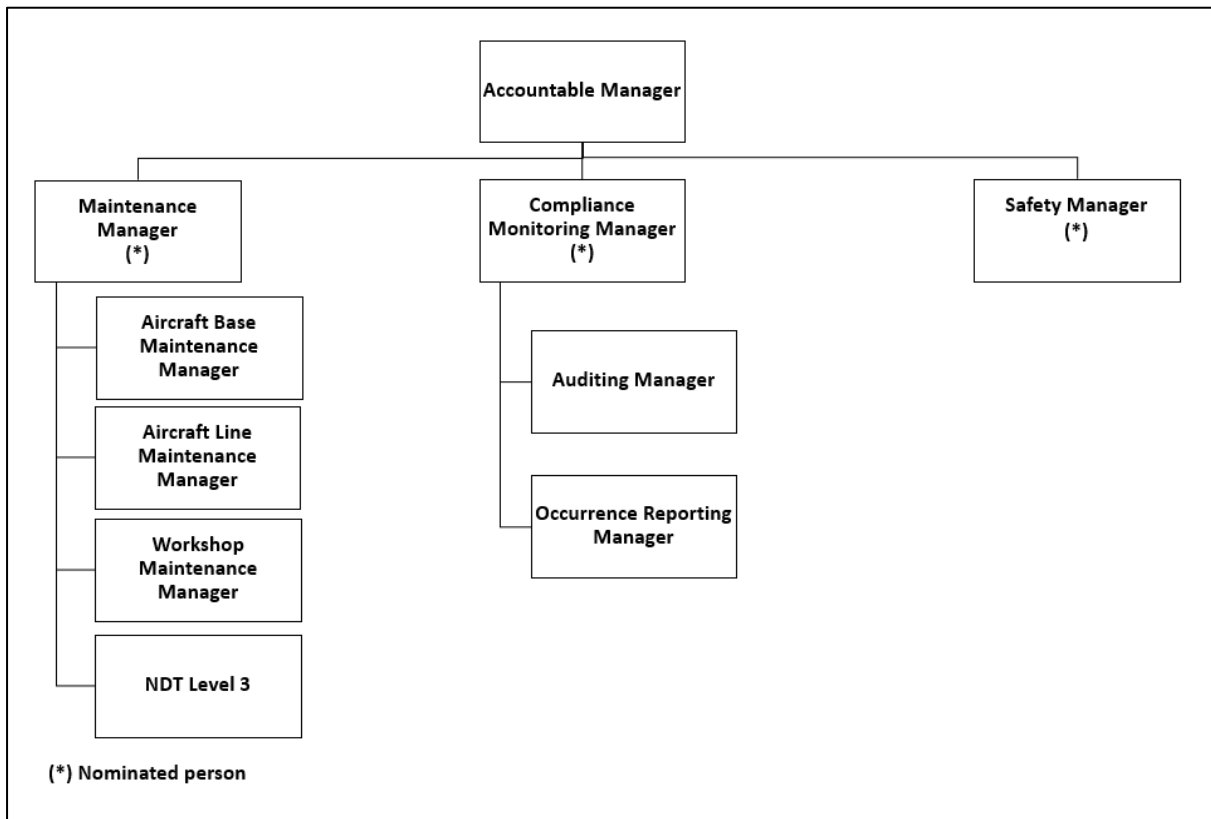 Accountable Manager
Maintenance
Manager
(*)
Compliance
Monitoring Manager
(*)
Safety Manager
(*)
Aircraft Base
Maintenance
Manager
Aircraft Line
Maintenance
Manager
Workshop
Maintenance
Manager
NDT Level 3
Auditing Manager
Occurrence Reporting
Manager
(*) Nominated person